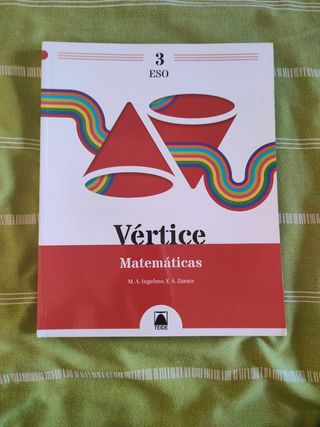 3
ESO
Vértice
Matemáticas
M. Á. Ingelmo, Y. Á. Zárate
TEIDE